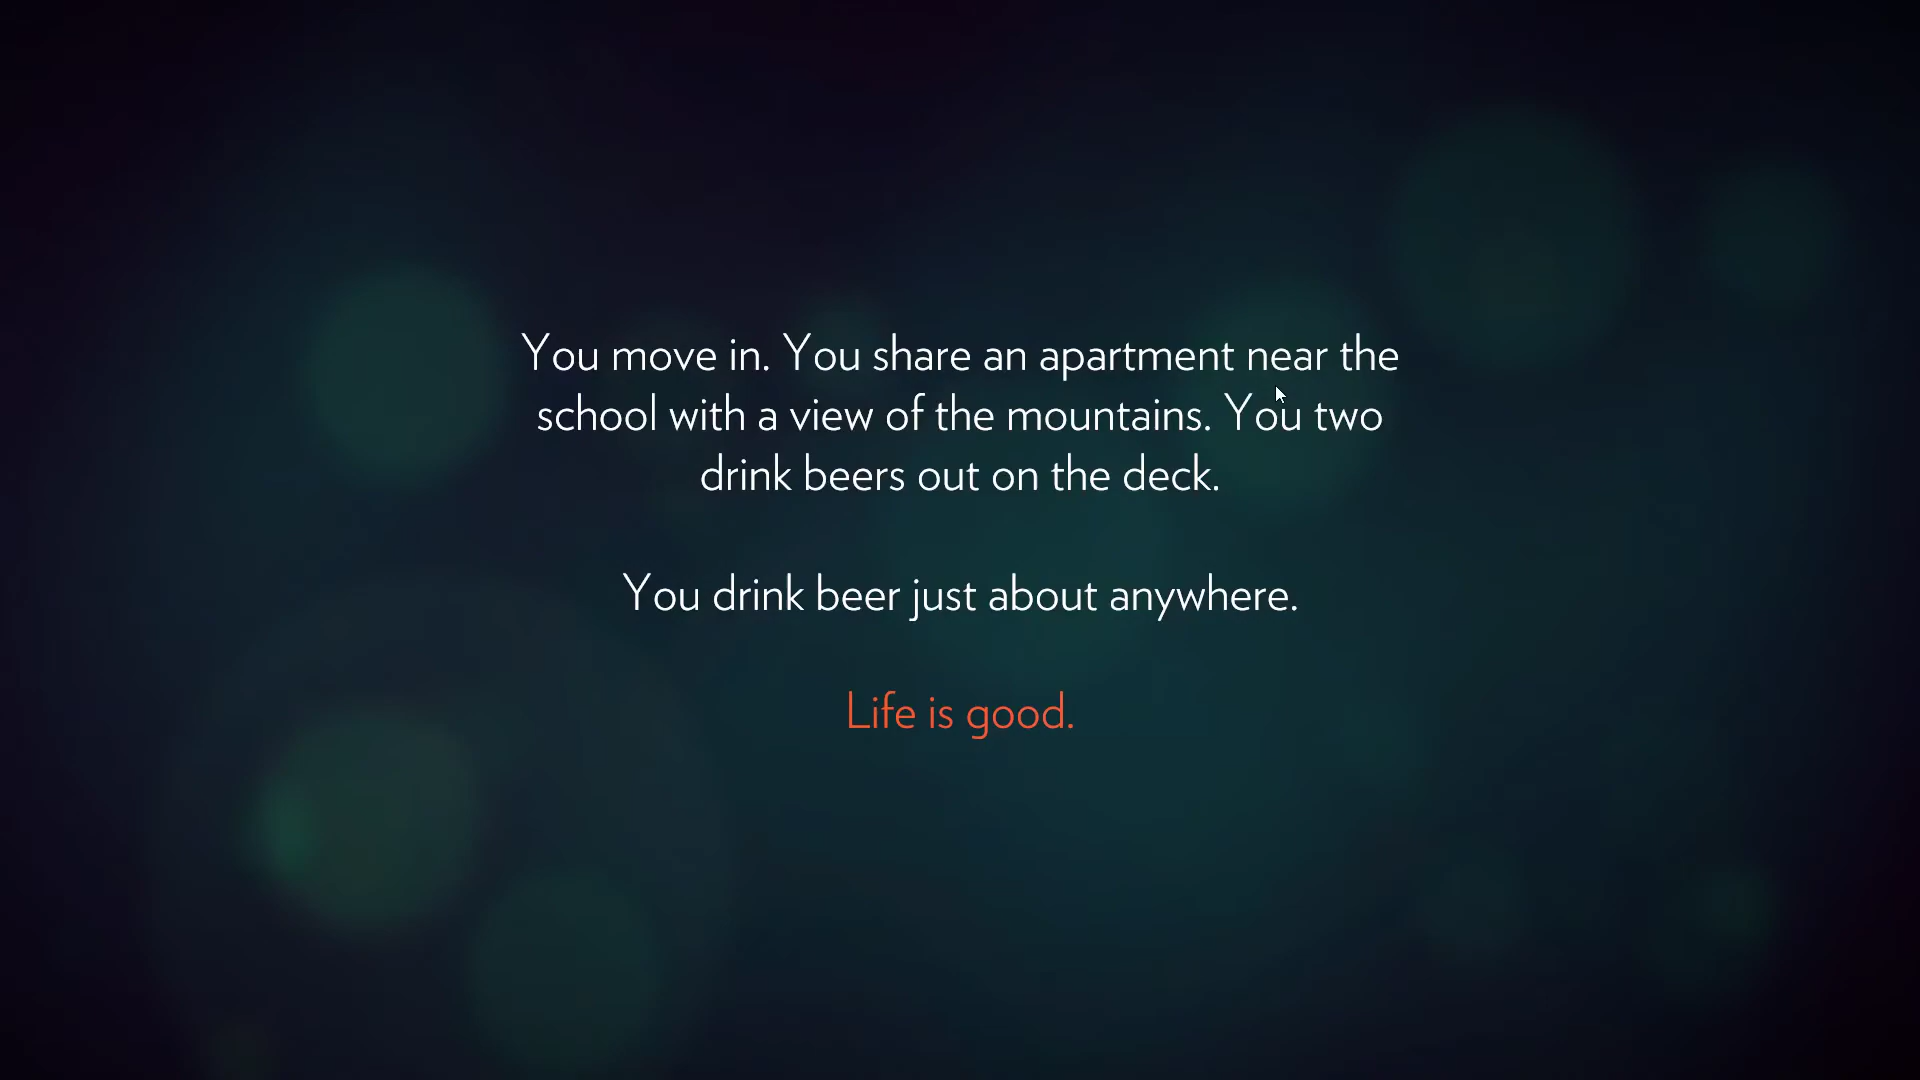 You move in. You share an apartment near the
school with a view of the mountains. You two
drink beers out on the deck.
You drink beer just about anywhere.
Life is good.